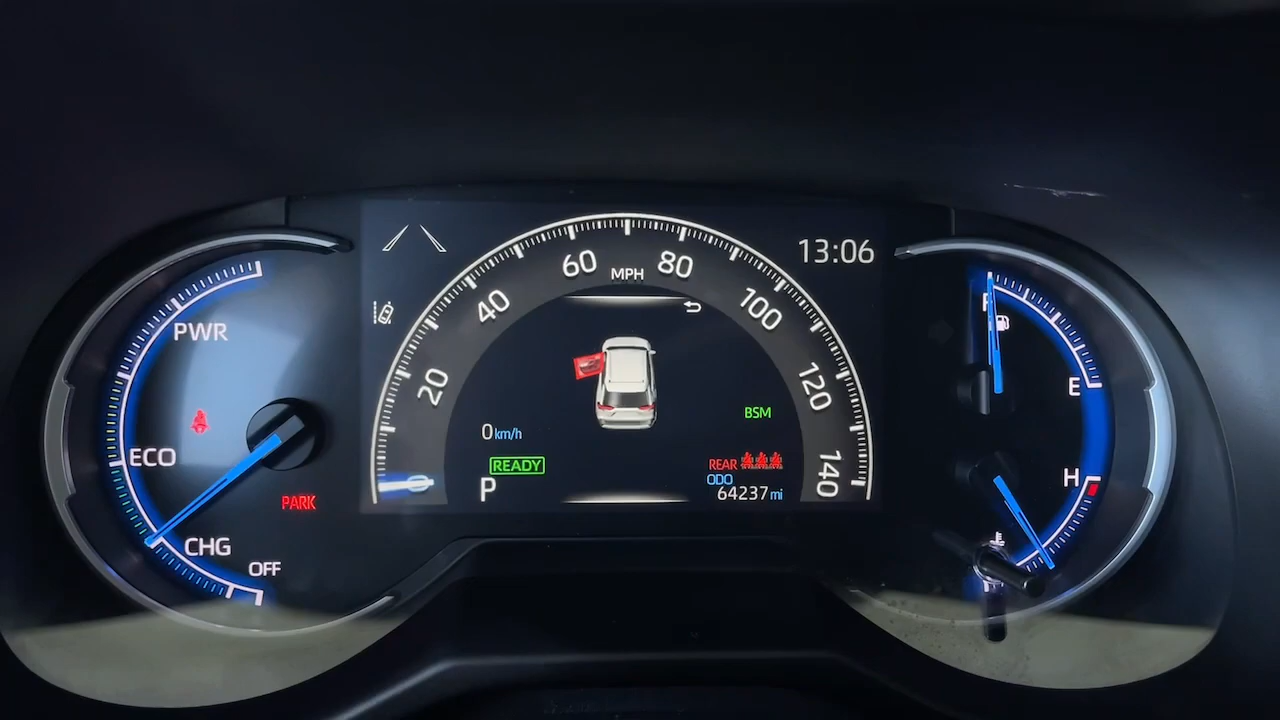 13:06
60 MPH 80
40 100
20 120
140
PWR
ECO
CHG
OFF
PARK
0 km/h
READY
P
BSM
REAR
ODO
64237 mi
F
E
H